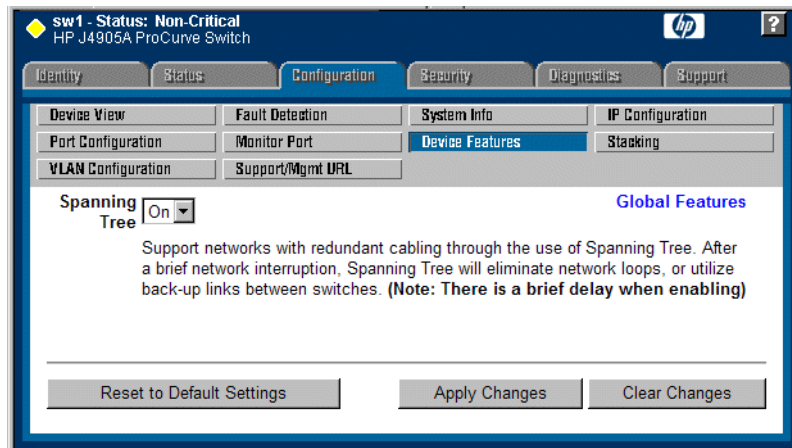 sw1 - Status: Non-Critical
HP J4905A ProCurve Switch
hp
?
Identity Status Configuration Security Diagnostics Support
Device View Fault Detection System Info IP Configuration
Port Configuration Monitor Port Device Features Stacking
VLAN Configuration Support/Mgmt URL
Spanning Tree On Global Features
Support networks with redundant cabling through the use of Spanning Tree. After
a brief network interruption, Spanning Tree will eliminate network loops, or utilize
back-up links between switches. (Note: There is a brief delay when enabling)
Reset to Default Settings Apply Changes Clear Changes